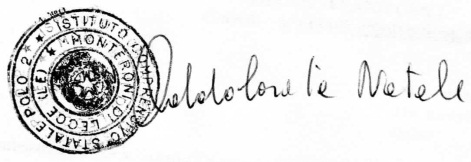 ISTITUTO COMPRENSIVO STATALE POLO 2
MONTERONI DI LECCE (LE)
Addolorata Natale